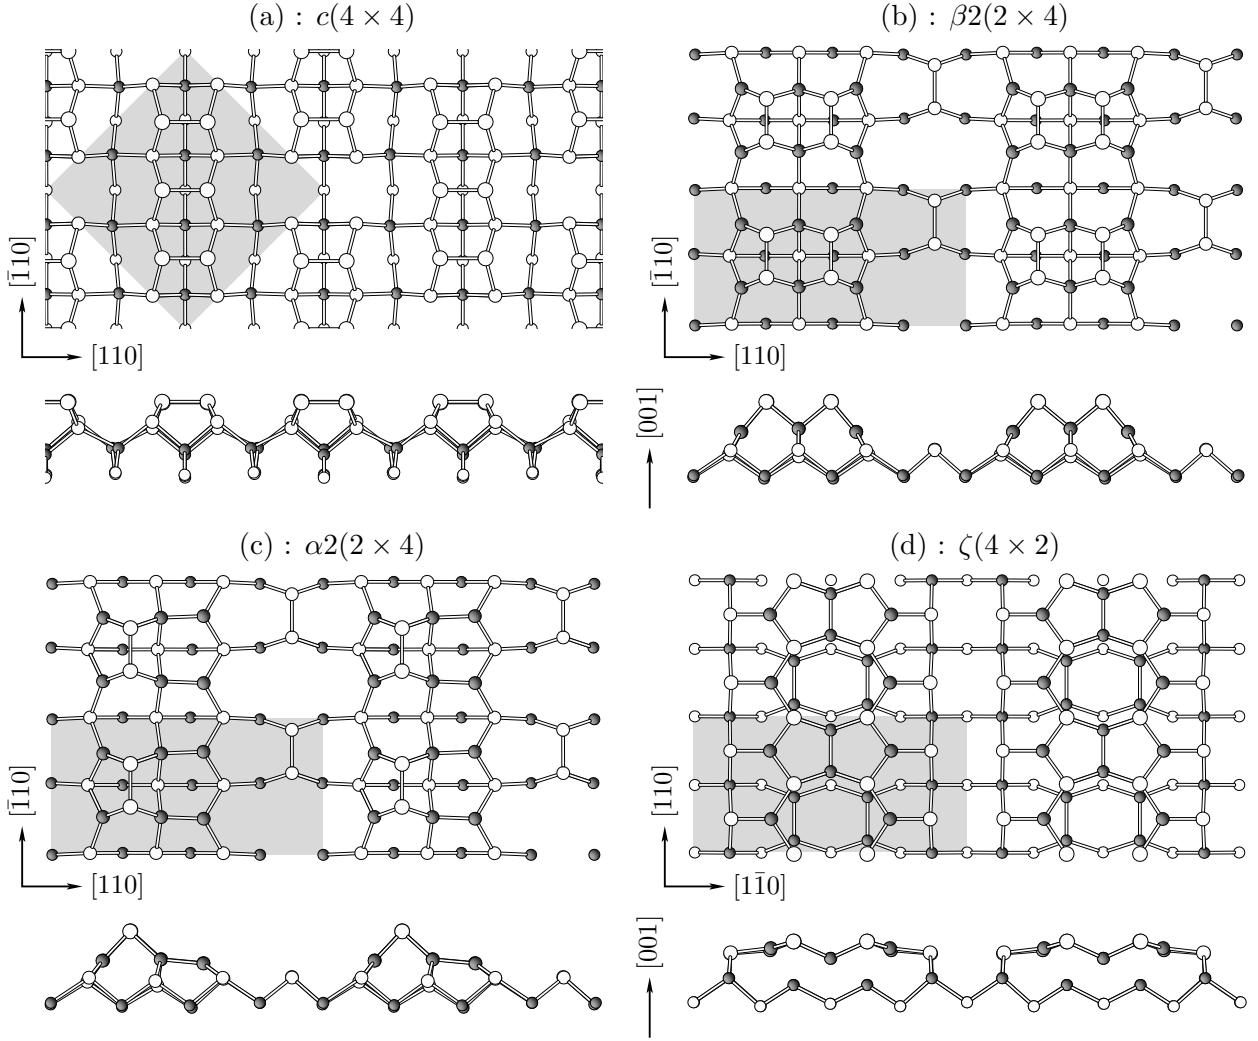 (a) : c(4 × 4)
(b) : β2(2 × 4)
[1̄10]
[110]
[1̄10]
[110]
[001]
(c) : α2(2 × 4)
(d) : ζ(4 × 2)
[1̄10]
[110]
[110]
[11̄0]
[001]